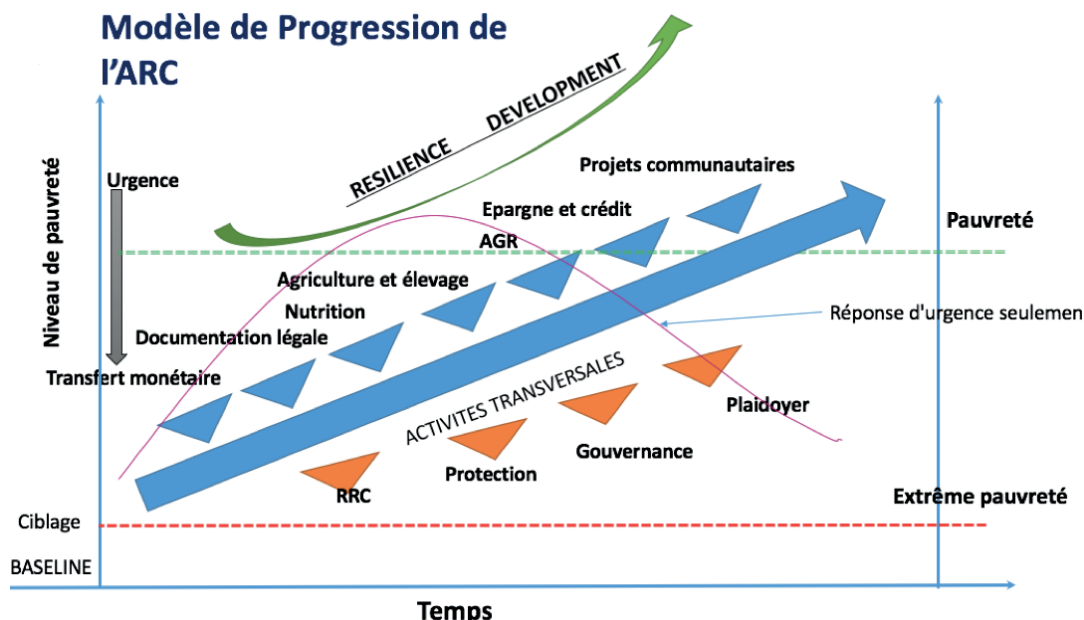 Modèle de Progression de
l'ARC
RESILIENCE DEVELOPMENT
Projets communautaires
Urgence
Epargne et crédit
Pauvreté
AGR
Niveau de pauvreté
Agriculture et élevage
Nutrition
Réponse d'urgence seulemen
Documentation légale
Transfert monétaire
ACTIVITES TRANSVERSALES
Plaidoyer
Gouvernance
Protection
RRC
Extrême pauvreté
Ciblage
BASELINE
Temps